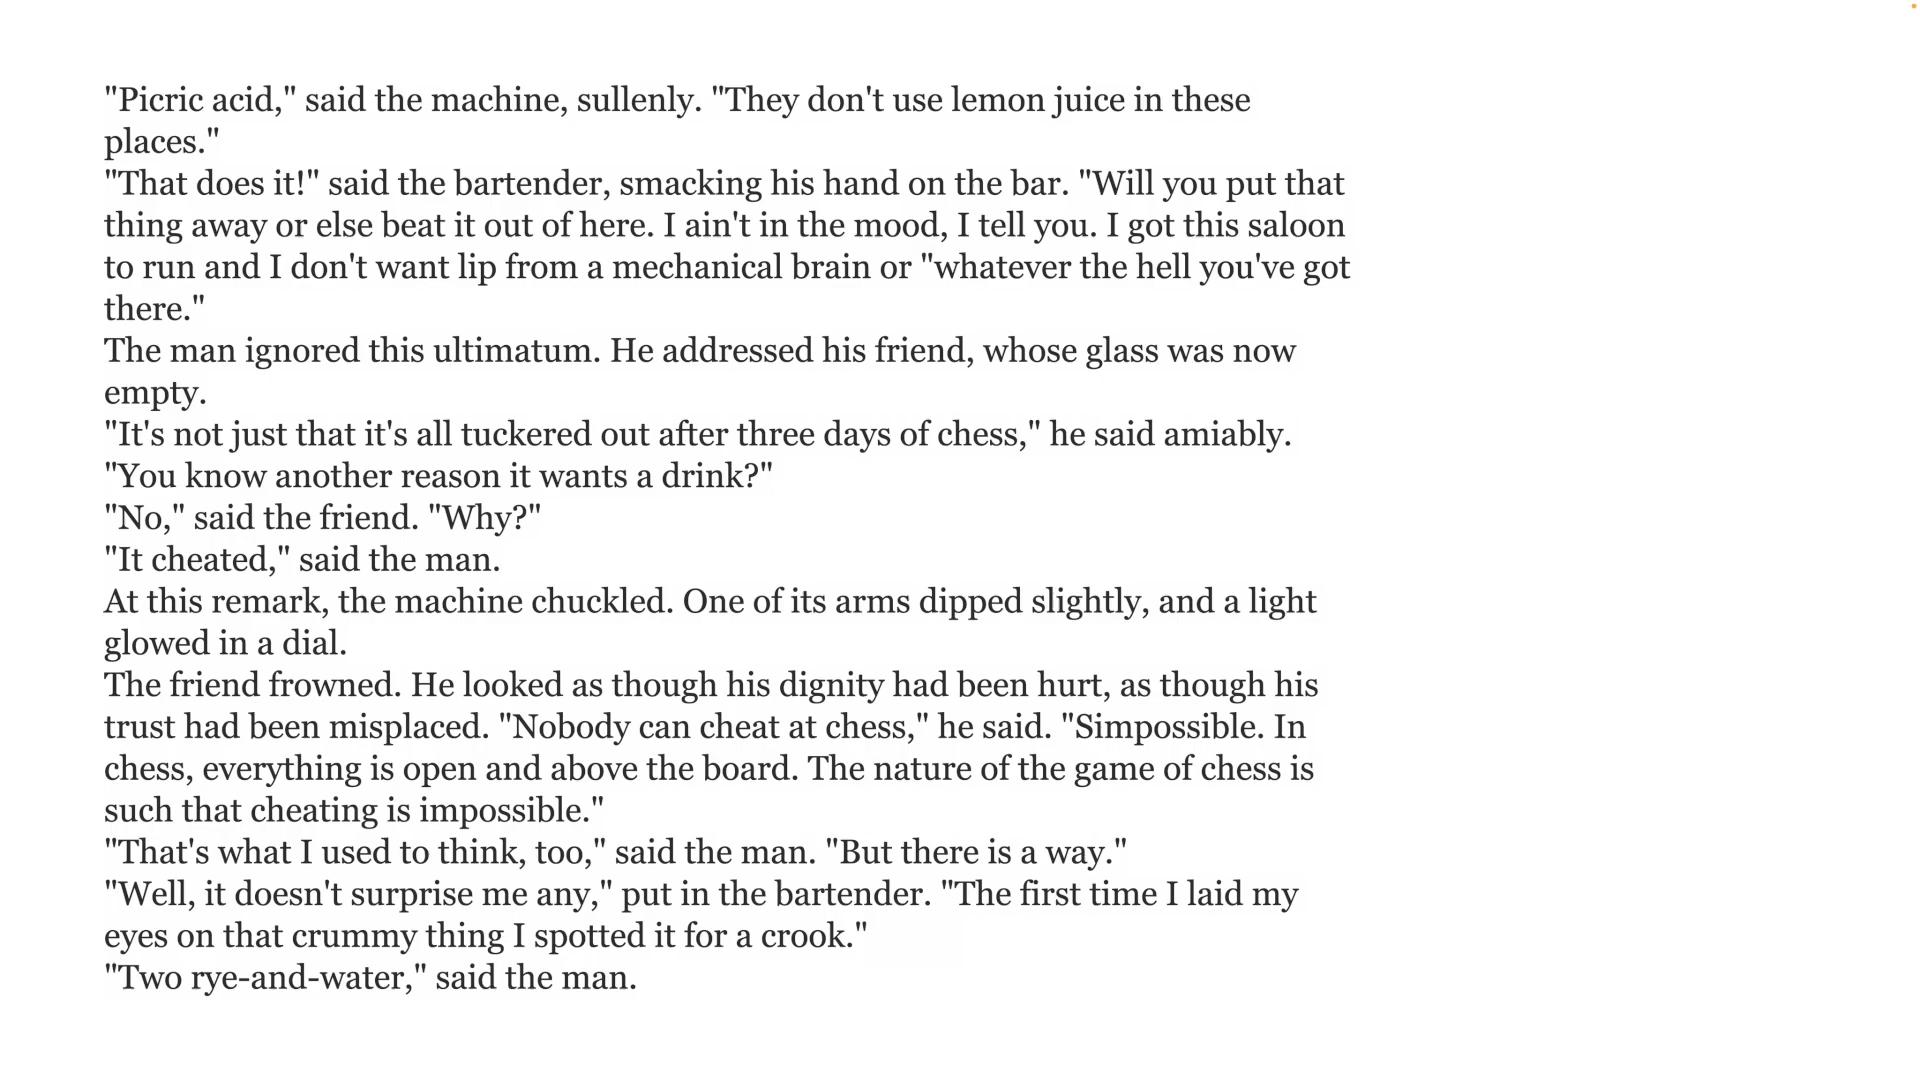 "Picric acid," said the machine, sullenly. "They don't use lemon juice in these
places."
"That does it!" said the bartender, smacking his hand on the bar. "Will you put that
thing away or else beat it out of here. I ain't in the mood, I tell you. I got this saloon
to run and I don't want lip from a mechanical brain or "whatever the hell you've got
there."
The man ignored this ultimatum. He addressed his friend, whose glass was now
empty.
"It's not just that it's all tuckered out after three days of chess," he said amiably.
"You know another reason it wants a drink?"
"No," said the friend. "Why?"
"It cheated," said the man.
At this remark, the machine chuckled. One of its arms dipped slightly, and a light
glowed in a dial.
The friend frowned. He looked as though his dignity had been hurt, as though his
trust had been misplaced. "Nobody can cheat at chess," he said. "Simpossible. In
chess, everything is open and above the board. The nature of the game of chess is
such that cheating is impossible."
"That's what I used to think, too," said the man. "But there is a way."
"Well, it doesn't surprise me any," put in the bartender. "The first time I laid my
eyes on that crummy thing I spotted it for a crook."
"Two rye-and-water," said the man.